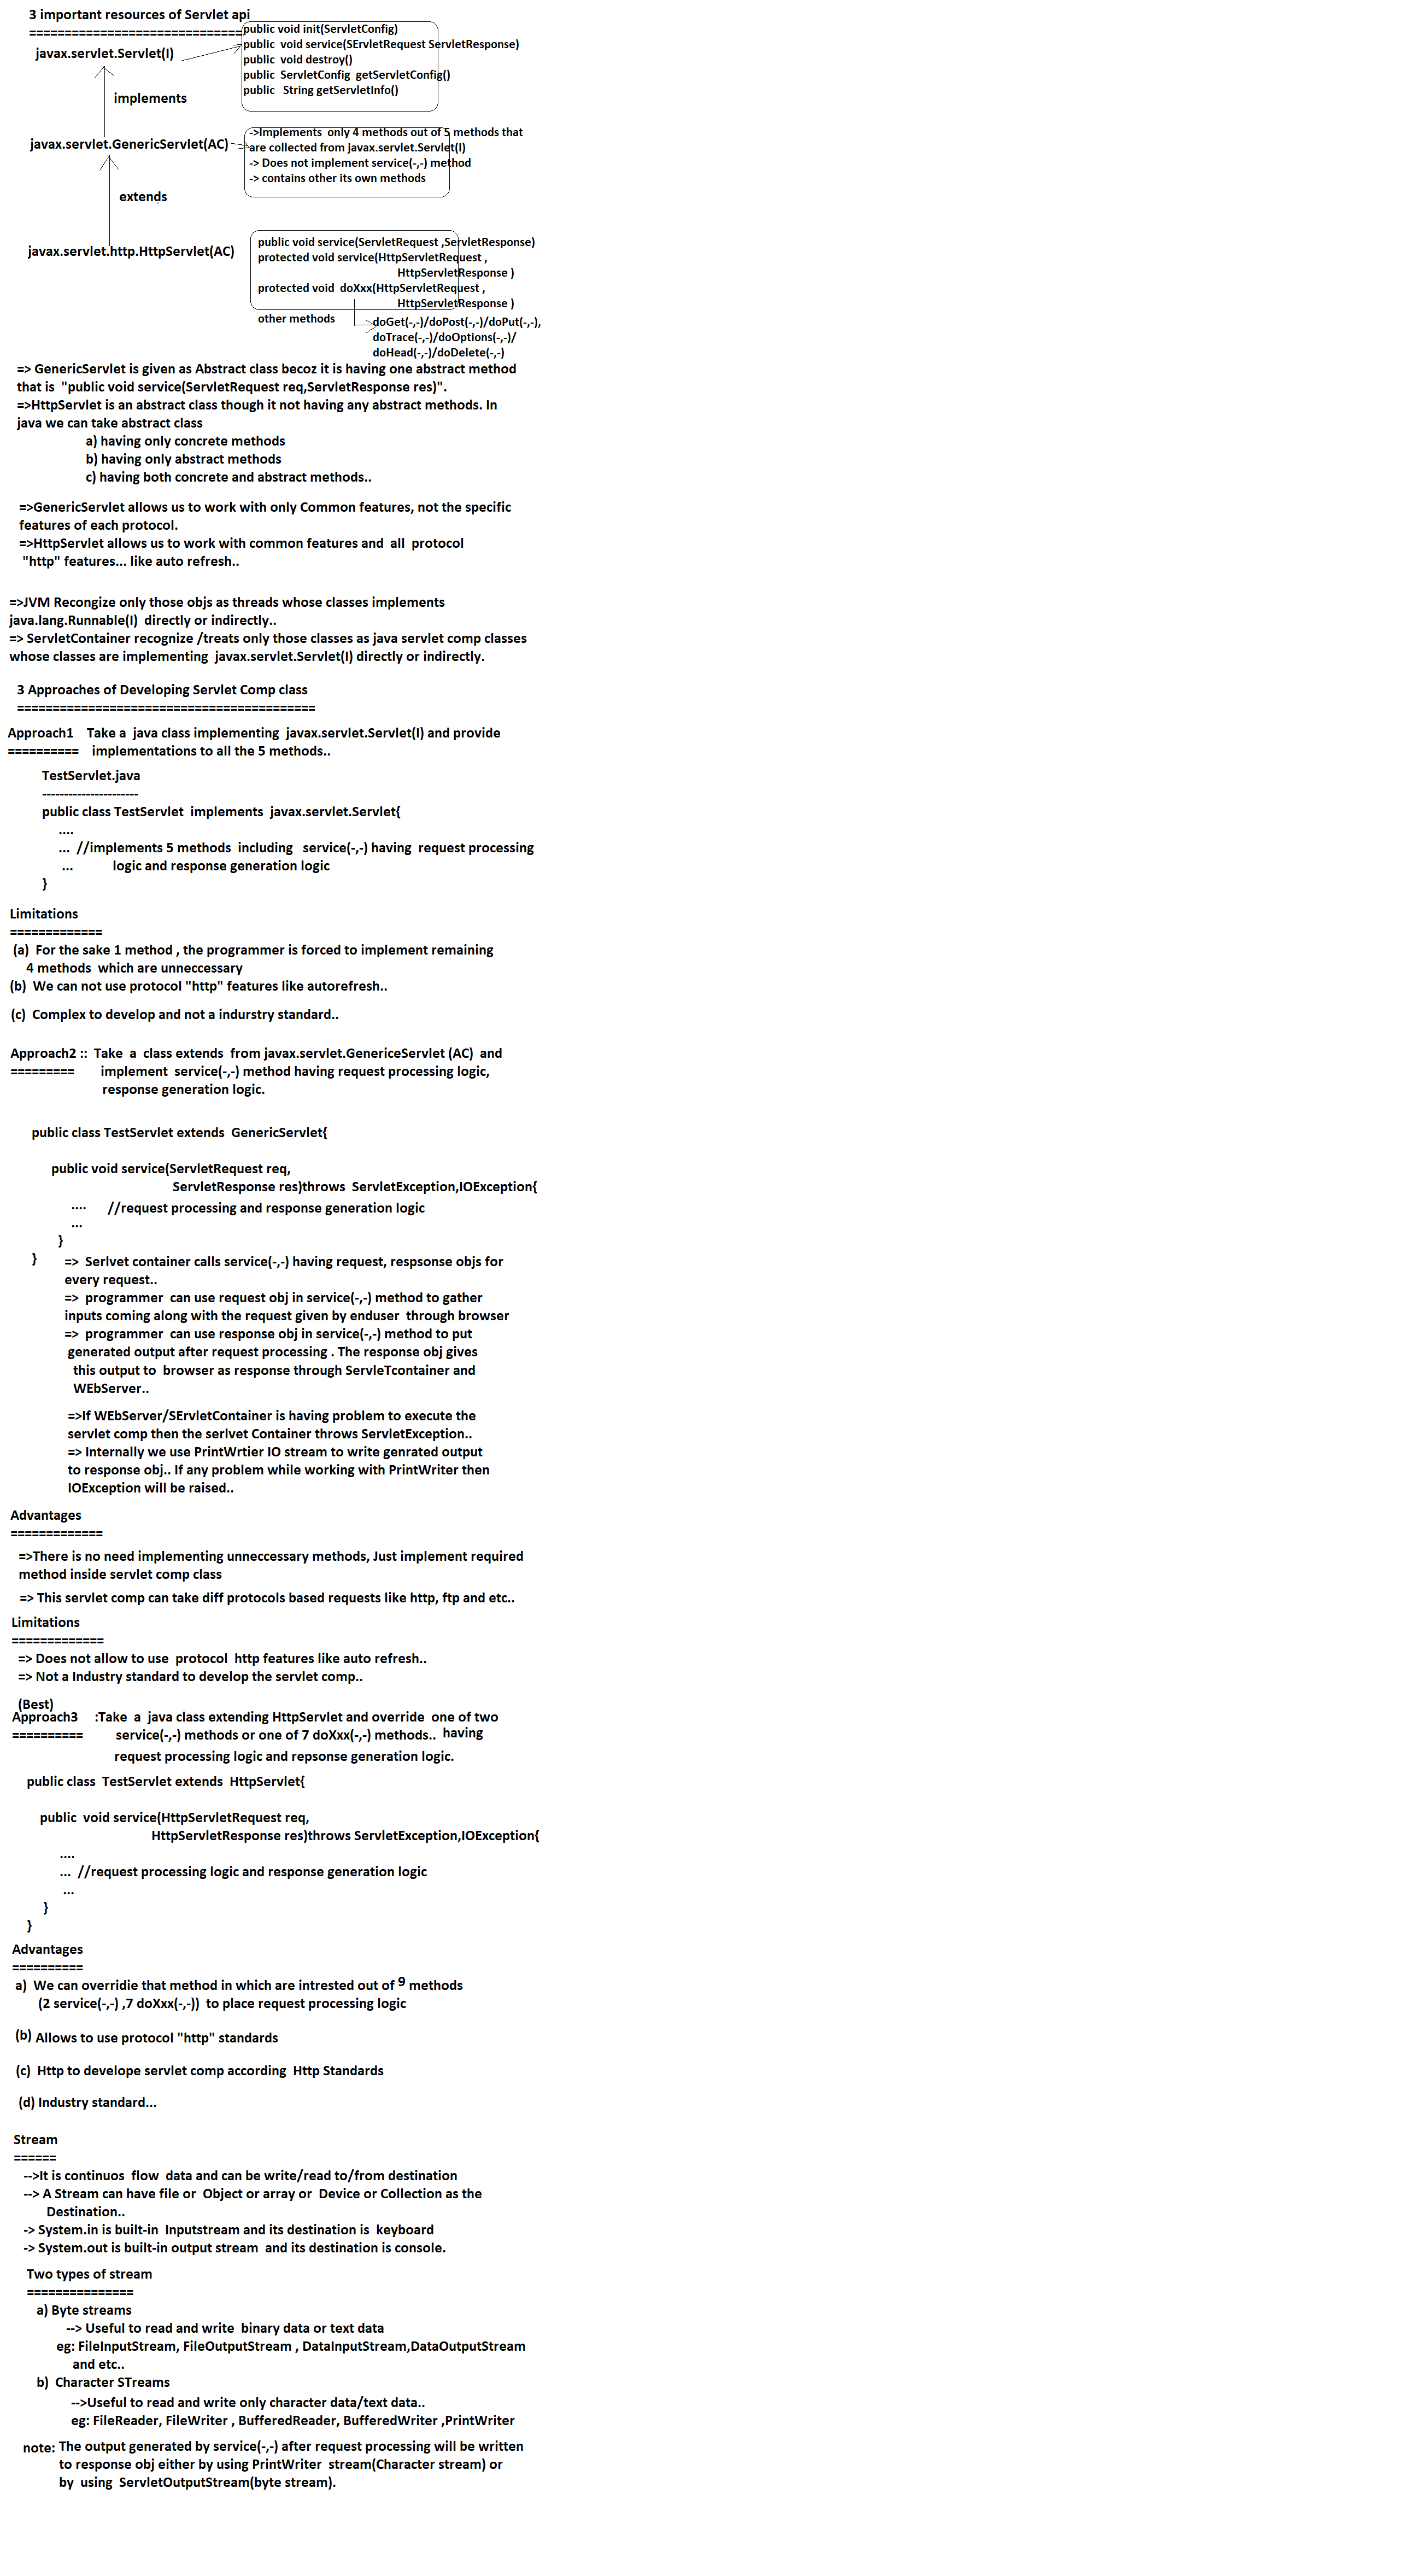 3 important resources of Servlet api
==============================
javax.servlet.Servlet(I)
public void init(ServletConfig)
public void service(SErvletRequest ServletResponse)
public void destroy()
public ServletConfig getServletConfig()
public String getServletInfo()
implements
javax.servlet.GenericServlet(AC)
->Implements only 4 methods out of 5 methods that
are collected from javax.servlet.Servlet(I)
-> Does not implement service(-,-) method
-> contains other its own methods
extends
javax.servlet.http.HttpServlet(AC)
public void service(ServletRequest ,ServletResponse)
protected void service(HttpServletRequest ,
HttpServletResponse )
protected void doXxx(HttpServletRequest ,
HttpServletResponse )
other methods
doGet(-,-)/doPost(-,-)/doPut(-,-),
doTrace(-,-)/doOptions(-,-)/
doHead(-,-)/doDelete(-,-)
=> GenericServlet is given as Abstract class becoz it is having one abstract method
that is "public void service(ServletRequest req,ServletResponse res)".
=>HttpServlet is an abstract class though it not having any abstract methods. In
java we can take abstract class
a) having only concrete methods
b) having only abstract methods
c) having both concrete and abstract methods..
=>GenericServlet allows us to work with only Common features, not the specific
features of each protocol.
=>HttpServlet allows us to work with common features and all protocol
"http" features... like auto refresh..
=>JVM Recongize only those objs as threads whose classes implements
java.lang.Runnable(I) directly or indirectly..
=> ServletContainer recognize /treats only those classes as java servlet comp classes
whose classes are implementing javax.servlet.Servlet(I) directly or indirectly.
3 Approaches of Developing Servlet Comp class
==========================================
Approach1 Take a java class implementing javax.servlet.Servlet(I) and provide
========== implementations to all the 5 methods..
TestServlet.java
----------------------
public class TestServlet implements javax.servlet.Servlet{
....
... //implements 5 methods including service(-,-) having request processing
... logic and response generation logic
}
Limitations
=============
(a) For the sake 1 method , the programmer is forced to implement remaining
4 methods which are unneccessary
(b) We can not use protocol "http" features like autorefresh..
(c) Complex to develop and not a indurstry standard..
Approach2 :: Take a class extends from javax.servlet.GenericeServlet (AC) and
========= implement service(-,-) method having request processing logic,
response generation logic.
public class TestServlet extends GenericServlet{
public void service(ServletRequest req,
ServletResponse res)throws ServletException,IOException{
.... //request processing and response generation logic
...
}
}
=> Serlvet container calls service(-,-) having request, respsonse objs for
every request..
=> programmer can use request obj in service(-,-) method to gather
inputs coming along with the request given by enduser through browser
=> programmer can use response obj in service(-,-) method to put
generated output after request processing . The response obj gives
this output to browser as response through ServleTcontainer and
WEbServer..
=>If WEbServer/SErvletContainer is having problem to execute the
servlet comp then the serlvet Container throws ServletException..
=> Internally we use PrintWrtier IO stream to write genrated output
to response obj.. If any problem while working with PrintWriter then
IOException will be raised..
Advantages
=============
=>There is no need implementing unneccessary methods, Just implement required
method inside servlet comp class
=> This servlet comp can take diff protocols based requests like http, ftp and etc..
Limitations
=============
=> Does not allow to use protocol http features like auto refresh..
=> Not a Industry standard to develop the servlet comp..
(Best)
Approach3 :Take a java class extending HttpServlet and override one of two
========== service(-,-) methods or one of 7 doXxx(-,-) methods.. having
request processing logic and repsonse generation logic.
public class TestServlet extends HttpServlet{
public void service(HttpServletRequest req,
HttpServletResponse res)throws ServletException,IOException{
....
... //request processing logic and response generation logic
...
}
}
Advantages
==========
a) We can overridie that method in which are intrested out of 9 methods
(2 service(-,-) ,7 doXxx(-,-)) to place request processing logic
(b) Allows to use protocol "http" standards
(c) Http to develope servlet comp according Http Standards
(d) Industry standard...
Stream
======
-->It is continuos flow data and can be write/read to/from destination
--> A Stream can have file or Object or array or Device or Collection as the
Destination..
-> System.in is built-in Inputstream and its destination is keyboard
-> System.out is built-in output stream and its destination is console.
Two types of stream
===============
a) Byte streams
--> Useful to read and write binary data or text data
eg: FileInputStream, FileOutputStream , DataInputStream,DataOutputStream
and etc..
b) Character STreams
-->Useful to read and write only character data/text data..
eg: FileReader, FileWriter , BufferedReader, BufferedWriter ,PrintWriter
note: The output generated by service(-,-) after request processing will be written
to response obj either by using PrintWriter stream(Character stream) or
by using ServletOutputStream(byte stream).